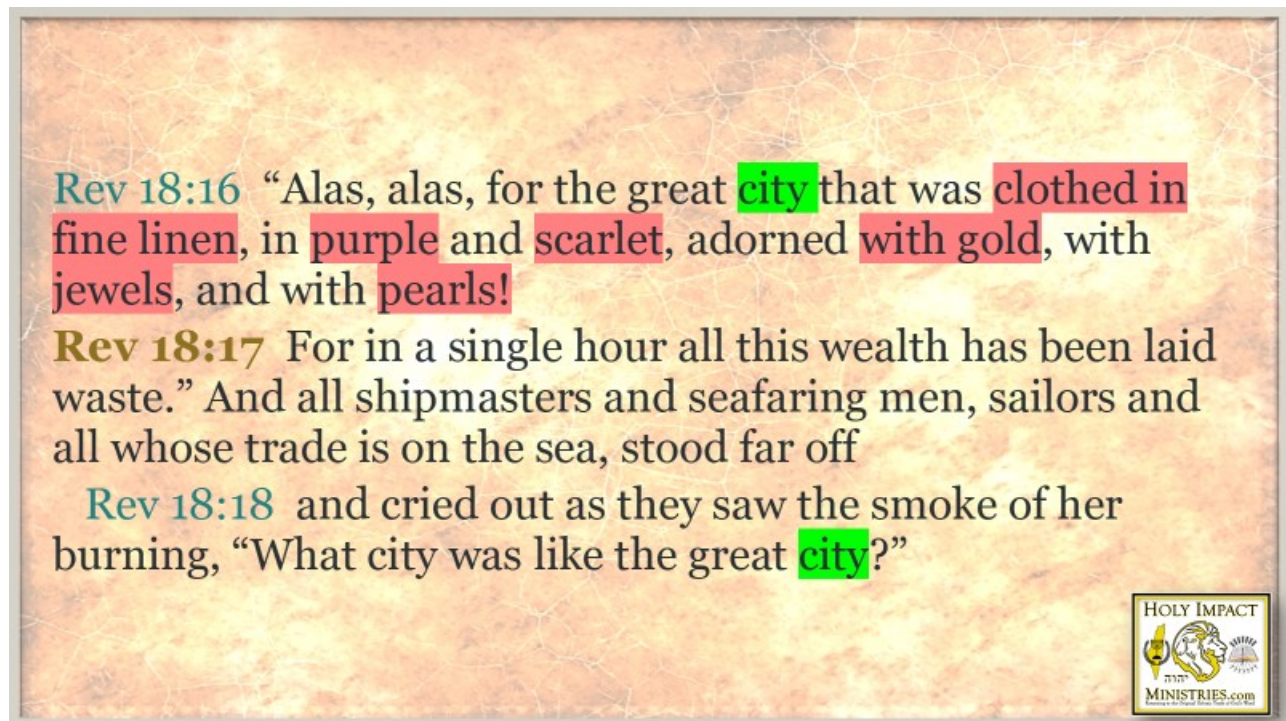 Rev 18:16  “Alas, alas, for the great city that was clothed in
fine linen, in purple and scarlet, adorned with gold, with
jewels, and with pearls!
Rev 18:17  For in a single hour all this wealth has been laid
waste.” And all shipmasters and seafaring men, sailors and
all whose trade is on the sea, stood far off
Rev 18:18  and cried out as they saw the smoke of her
burning, “What city was like the great city?”
HOLY IMPACT
יהוה
MINISTRIES.com